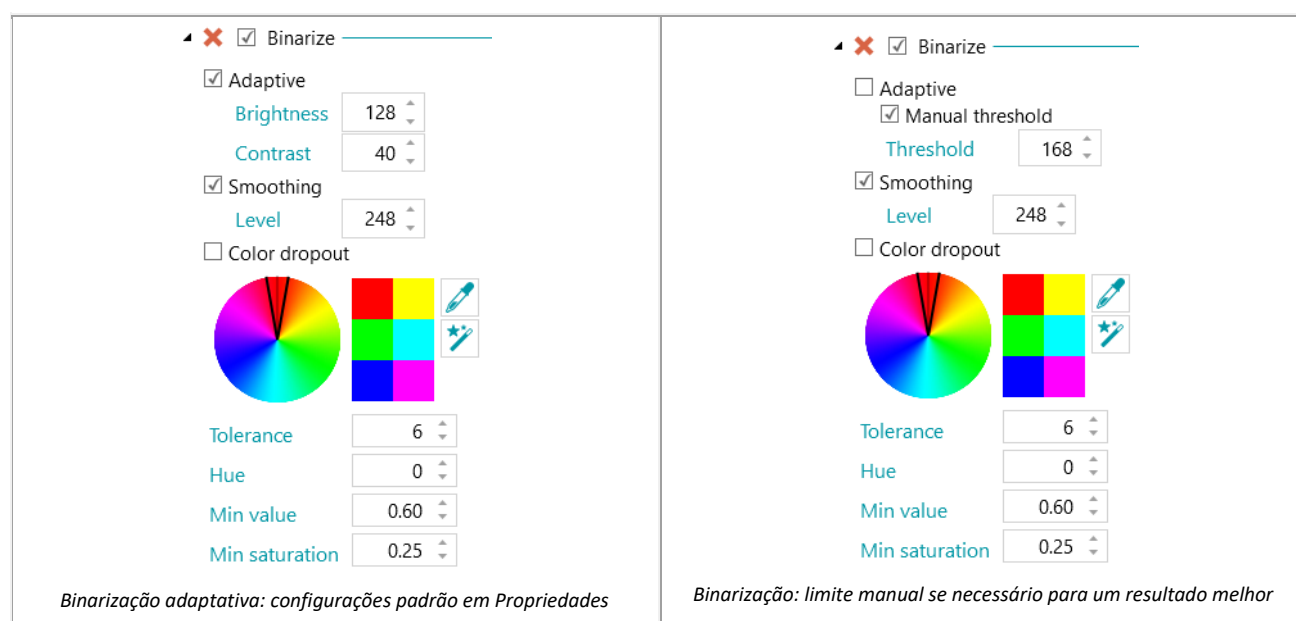 Binarize
Adaptive
Brightness 128
Contrast 40
Smoothing
Level 248
Color dropout
Tolerance 6
Hue 0
Min value 0.60
Min saturation 0.25
Binarização adaptativa: configurações padrão em Propriedades
Binarize
Adaptive
Manual threshold
Threshold 168
Smoothing
Level 248
Color dropout
Tolerance 6
Hue 0
Min value 0.60
Min saturation 0.25
Binarização: limite manual se necessário para um resultado melhor